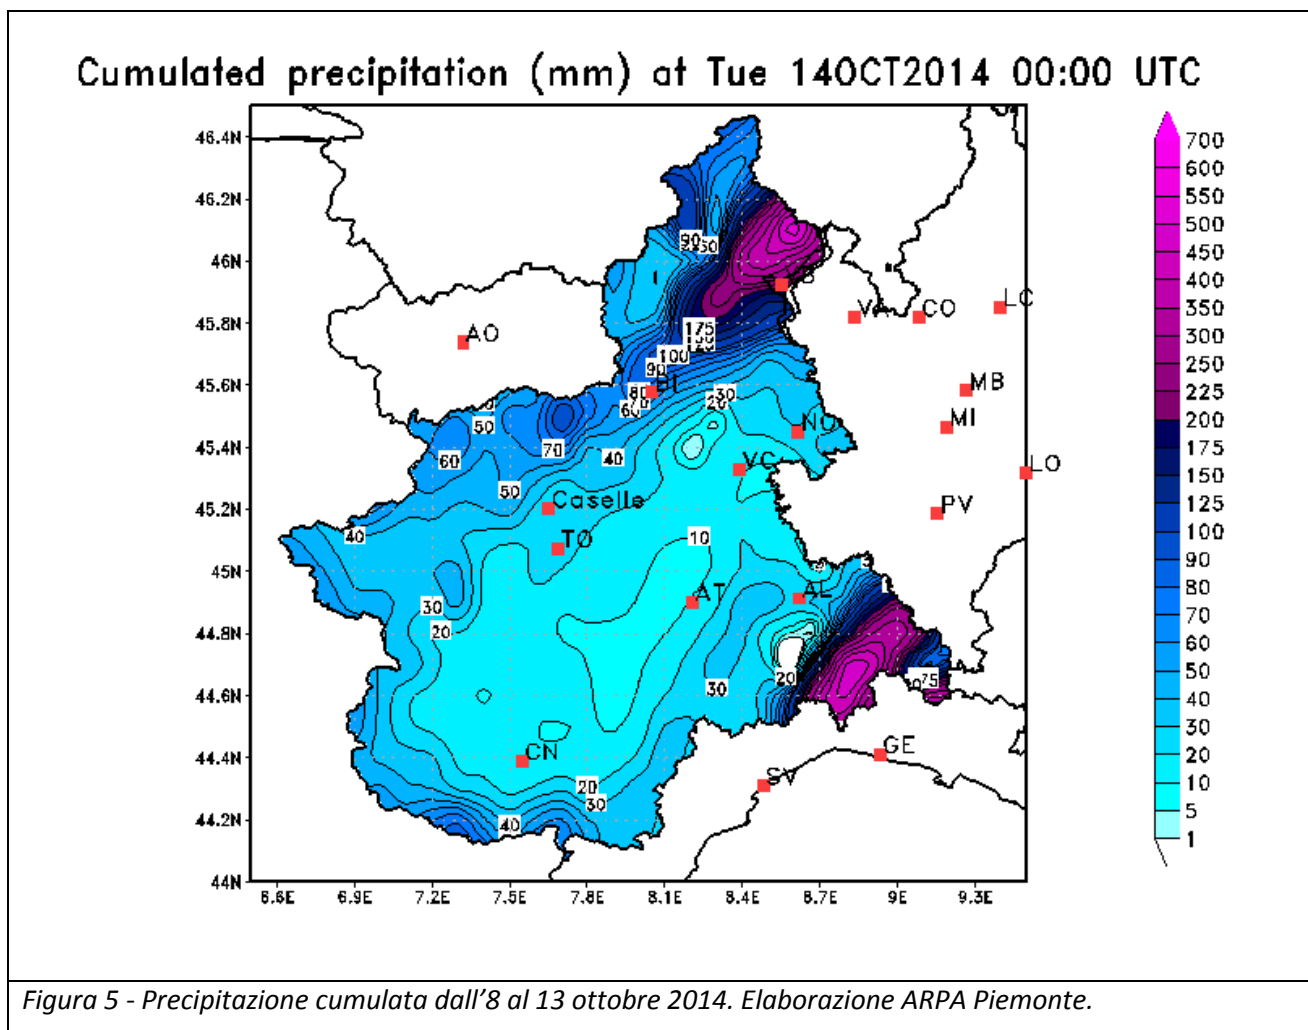 Cumulated precipitation (mm) at Tue 14OCT2014 00:00 UTC
46.4N
46.2N
46N
45.8N
45.6N
45.4N
45.2N
45N
44.8N
44.6N
44.4N
44.2N
44N
6.6E 6.9E 7.2E 7.5E 7.8E 8.1E 8.4E 8.7E 9E 9.3E
90
AO
VA CO LC
175
100
90
BI
MB
80
60
30
20
50
NO
MI
70
60
40
VC
LO
50
Caselle
PV
40
TO
10
30
AT
AL
20
20
30
75
CN
GE
20
SV
30
40
700
600
550
500
450
400
350
300
250
225
200
175
150
125
100
90
80
70
60
50
40
30
20
10
5
1
Figura 5 - Precipitazione cumulata dall'8 al 13 ottobre 2014. Elaborazione ARPA Piemonte.